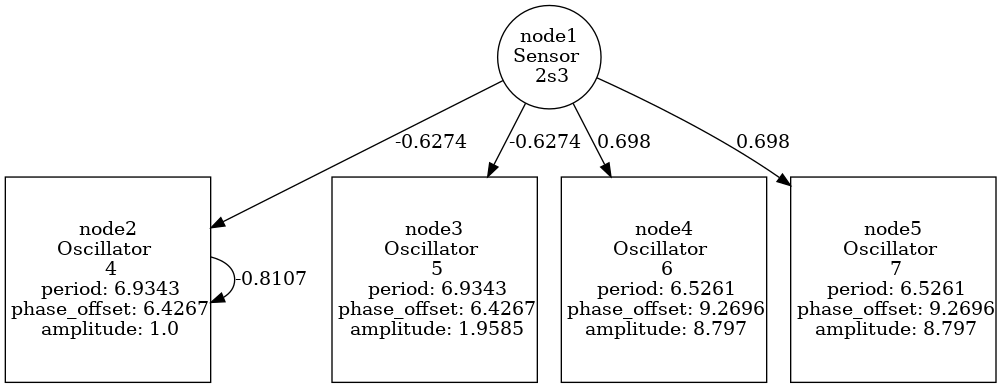 node1
Sensor
2s3
-0.6274
-0.6274
0.698
0.698
node2
Oscillator
4
period: 6.9343
phase_offset: 6.4267
amplitude: 1.0
-0.8107
node3
Oscillator
5
period: 6.9343
phase_offset: 6.4267
amplitude: 1.9585
node4
Oscillator
6
period: 6.5261
phase_offset: 9.2696
amplitude: 8.797
node5
Oscillator
7
period: 6.5261
phase_offset: 9.2696
amplitude: 8.797